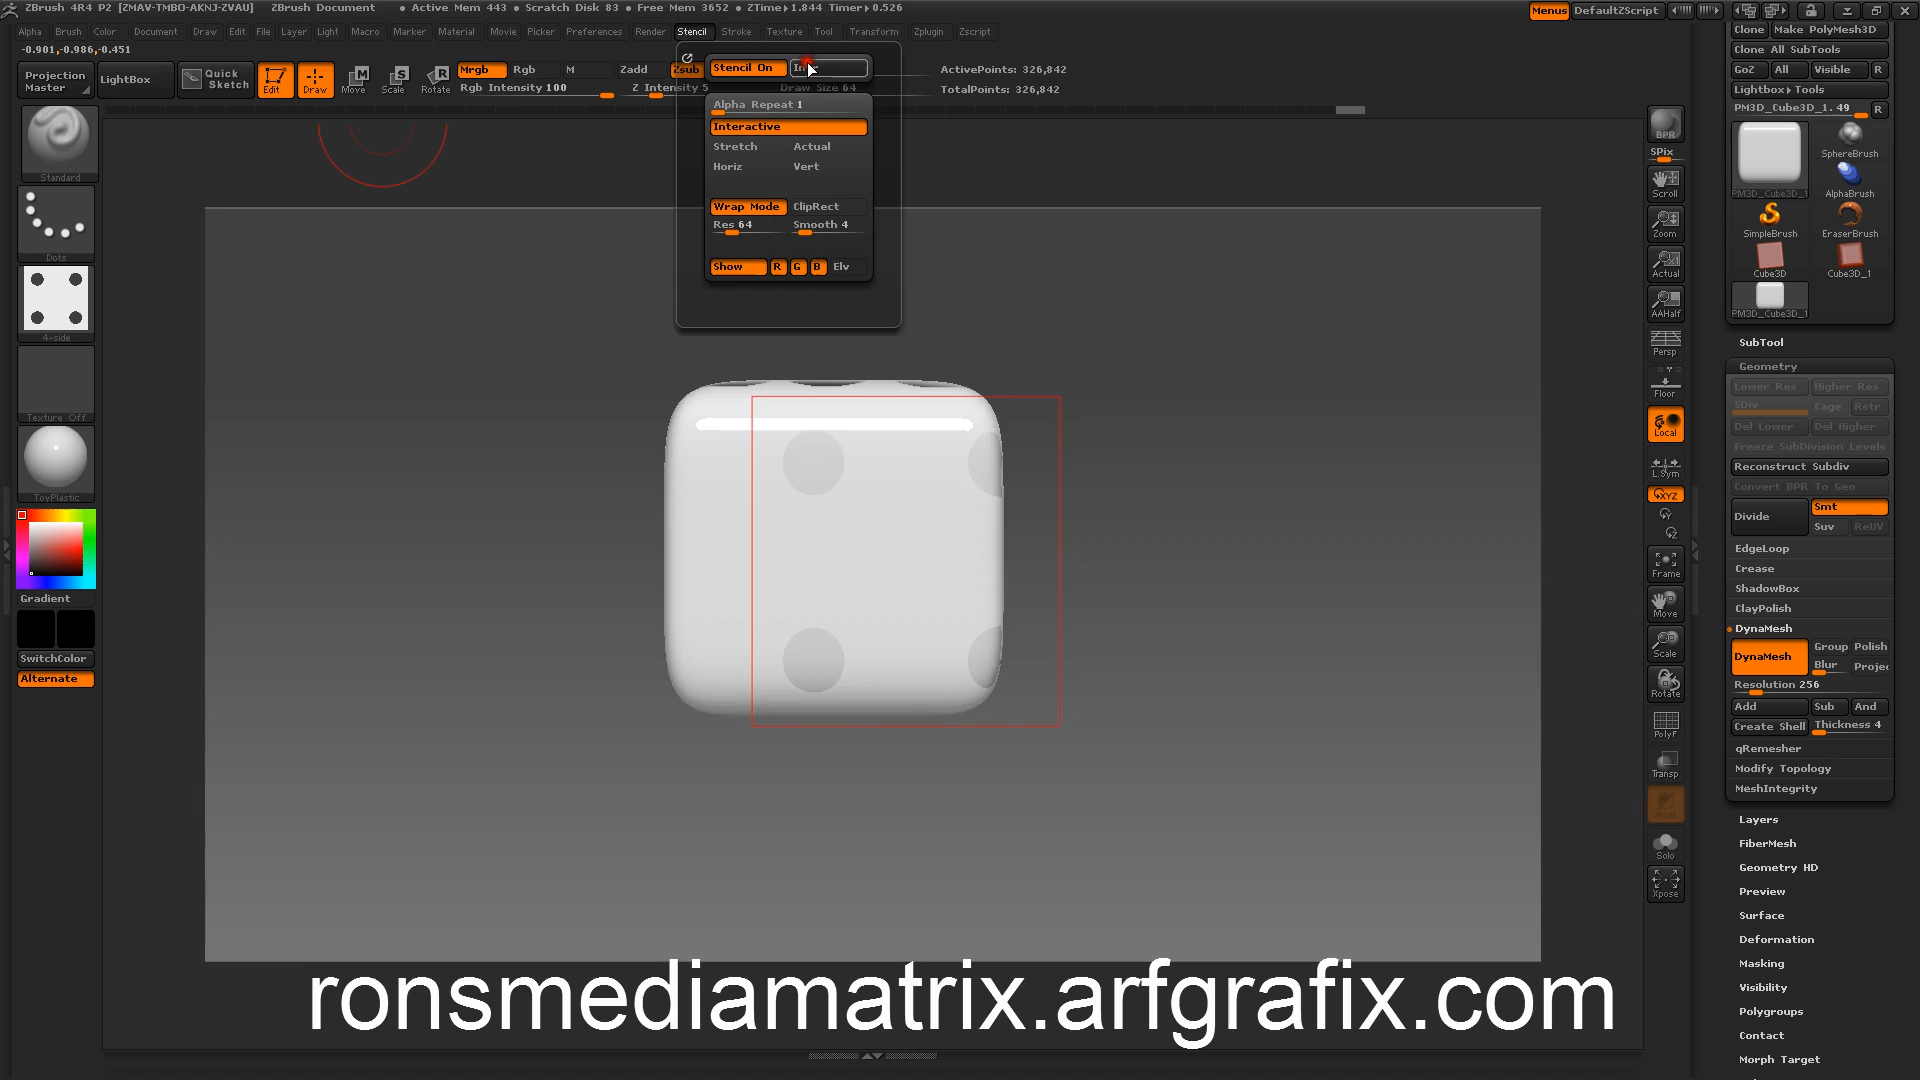 ZBrush 4R4 P2 [ZMAV-TMBO-AKNJ-ZVAU] ZBrush Document • Active Mem 443 • Scratch Disk 83 • Free Mem 3652 • ZTime▸1.844 Timer▸0.526 Menus DefaultZScript
Alpha Brush Color Document Draw Edit File Layer Light Macro Marker Material Movie Picker Preferences Render Stencil Stroke Texture Tool Transform Zplugin Zscript
-0.901,-0.986,-0.451
Projection Master
LightBox
Quick Sketch
Edit
Draw
Move
Scale
Rotate
Mrgb Rgb M
Rgb Intensity 100
Zadd Zsub
Z Intensity 5
Draw Size 64
ActivePoints: 326,842
TotalPoints: 326,842
Stencil On
Alpha Repeat 1
Interactive
Stretch Actual
Horiz Vert
Wrap Mode ClipRect
Res 64 Smooth 4
Show R G B Elv
Standard
Dots
4-side
Texture Off
ToyPlastic
Gradient
SwitchColor
Alternate
BPR
SPix
Scroll
Zoom
Actual
AAHalf
Persp
Floor
Local
L.Sym
XYZ
Y
Z
Frame
Move
Scale
Rotate
PolyF
Transp
Solo
Xpose
Clone Make PolyMesh3D
Clone All SubTools
GoZ All Visible R
Lightbox▸Tools
PM3D_Cube3D_1. 49 R
PM3D_Cube3D_1 SphereBrush
AlphaBrush
SimpleBrush EraserBrush
Cube3D Cube3D_1
PM3D_Cube3D_1
SubTool
Geometry
Lower Res Higher Res
SDiv Cage Rstr
Del Lower Del Higher
Freeze SubDivision Levels
Reconstruct Subdiv
Convert BPR To Geo
Divide Smt
Suv ReUV
EdgeLoop
Crease
ShadowBox
ClayPolish
DynaMesh
DynaMesh Group Polish
Blur Projec
Resolution 256
Add Sub And
Create Shell Thickness 4
qRemesher
Modify Topology
MeshIntegrity
Layers
FiberMesh
Geometry HD
Preview
Surface
Deformation
Masking
Visibility
Polygroups
Contact
Morph Target
ronsmediamatrix.arfgrafix.com